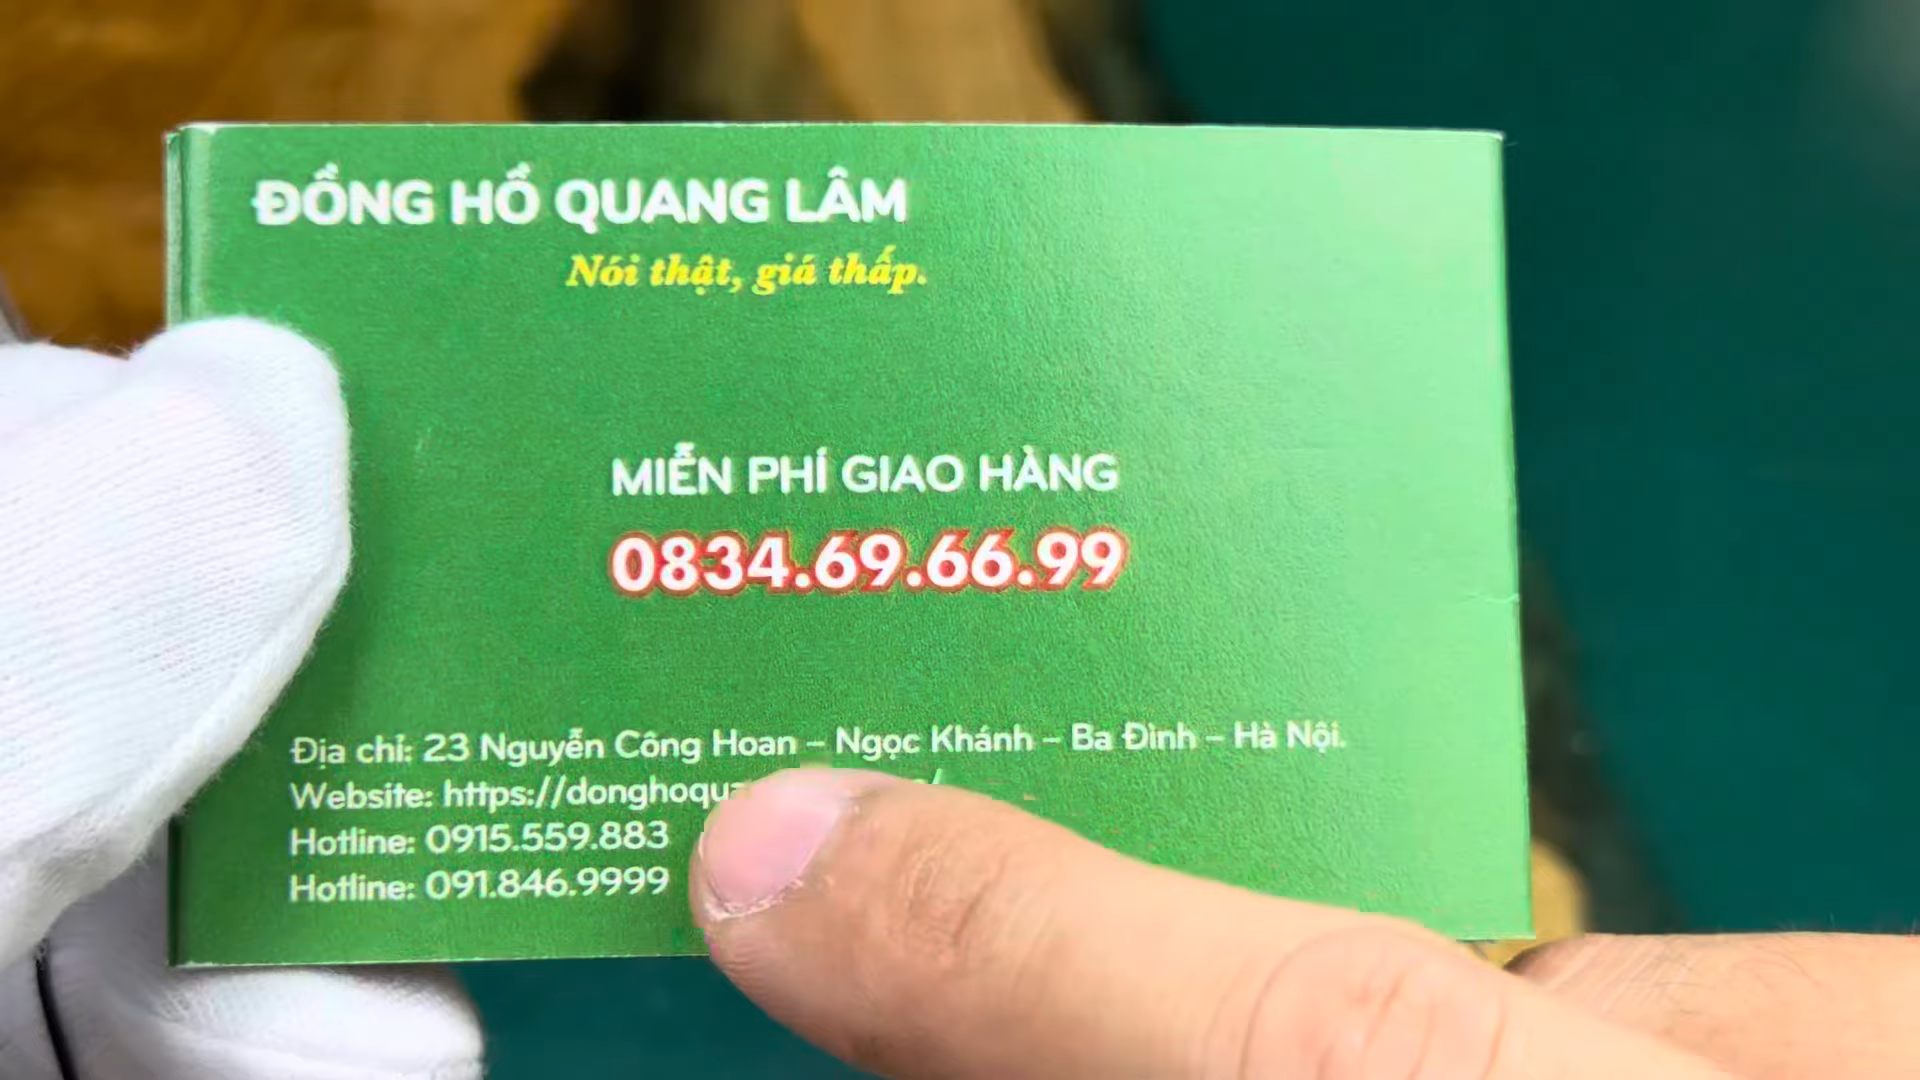 ĐỒNG HỒ QUANG LÂM
Nói thật, giá thấp.
MIỄN PHÍ GIAO HÀNG
0834.69.66.99
Địa chỉ: 23 Nguyễn Công Hoan – Ngọc Khánh – Ba Đình – Hà Nội.
Website: https://donghoqua
Hotline: 0915.559.883
Hotline: 091.846.9999